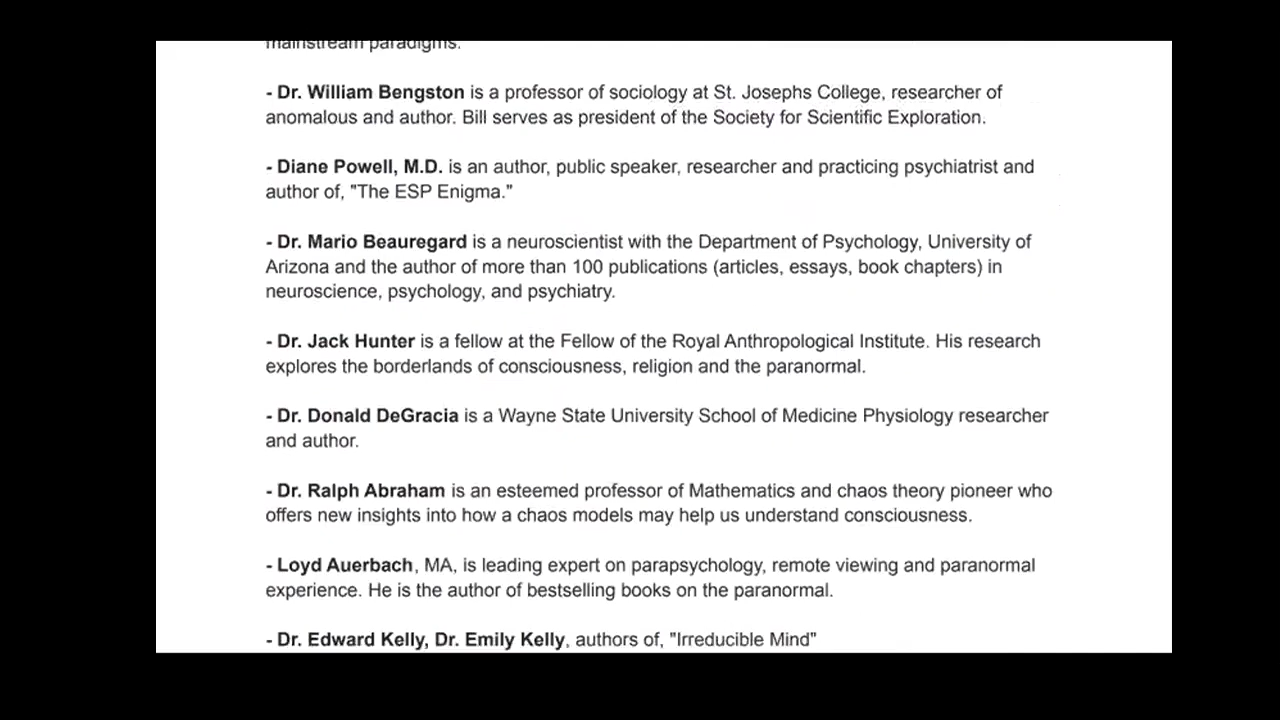 mainstream paradigms.
- Dr. William Bengston is a professor of sociology at St. Josephs College, researcher of
anomalous and author. Bill serves as president of the Society for Scientific Exploration.
- Diane Powell, M.D. is an author, public speaker, researcher and practicing psychiatrist and
author of, "The ESP Enigma."
- Dr. Mario Beauregard is a neuroscientist with the Department of Psychology, University of
Arizona and the author of more than 100 publications (articles, essays, book chapters) in
neuroscience, psychology, and psychiatry.
- Dr. Jack Hunter is a fellow at the Fellow of the Royal Anthropological Institute. His research
explores the borderlands of consciousness, religion and the paranormal.
- Dr. Donald DeGracia is a Wayne State University School of Medicine Physiology researcher
and author.
- Dr. Ralph Abraham is an esteemed professor of Mathematics and chaos theory pioneer who
offers new insights into how a chaos models may help us understand consciousness.
- Loyd Auerbach, MA, is leading expert on parapsychology, remote viewing and paranormal
experience. He is the author of bestselling books on the paranormal.
- Dr. Edward Kelly, Dr. Emily Kelly, authors of, "Irreducible Mind"